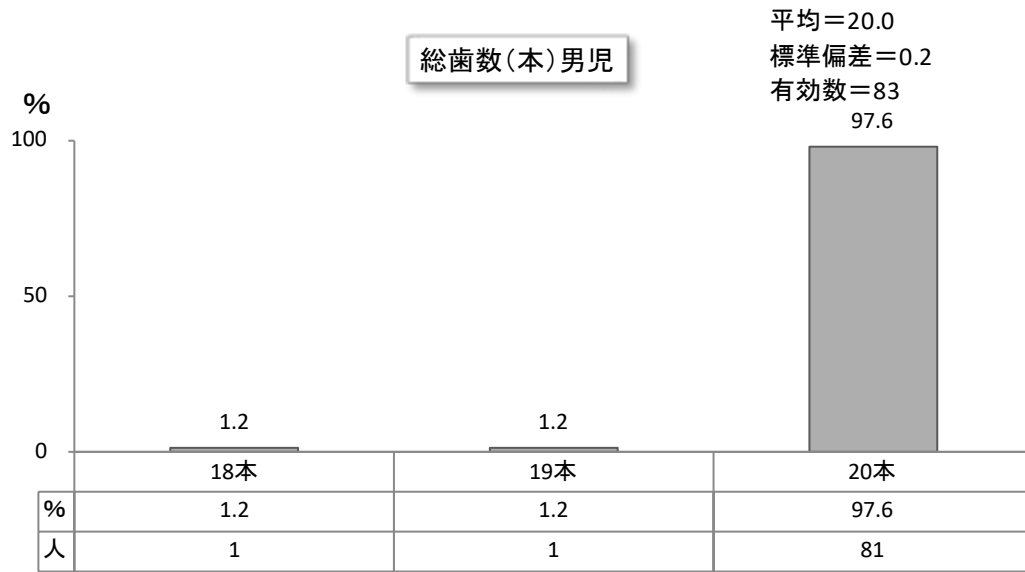 平均＝20.0
標準偏差＝0.2
有効数＝83
総歯数(本)男児
%
100
50
0
1.2
1.2
97.6
18本 19本 20本
% 1.2 1.2 97.6
人 1 1 81